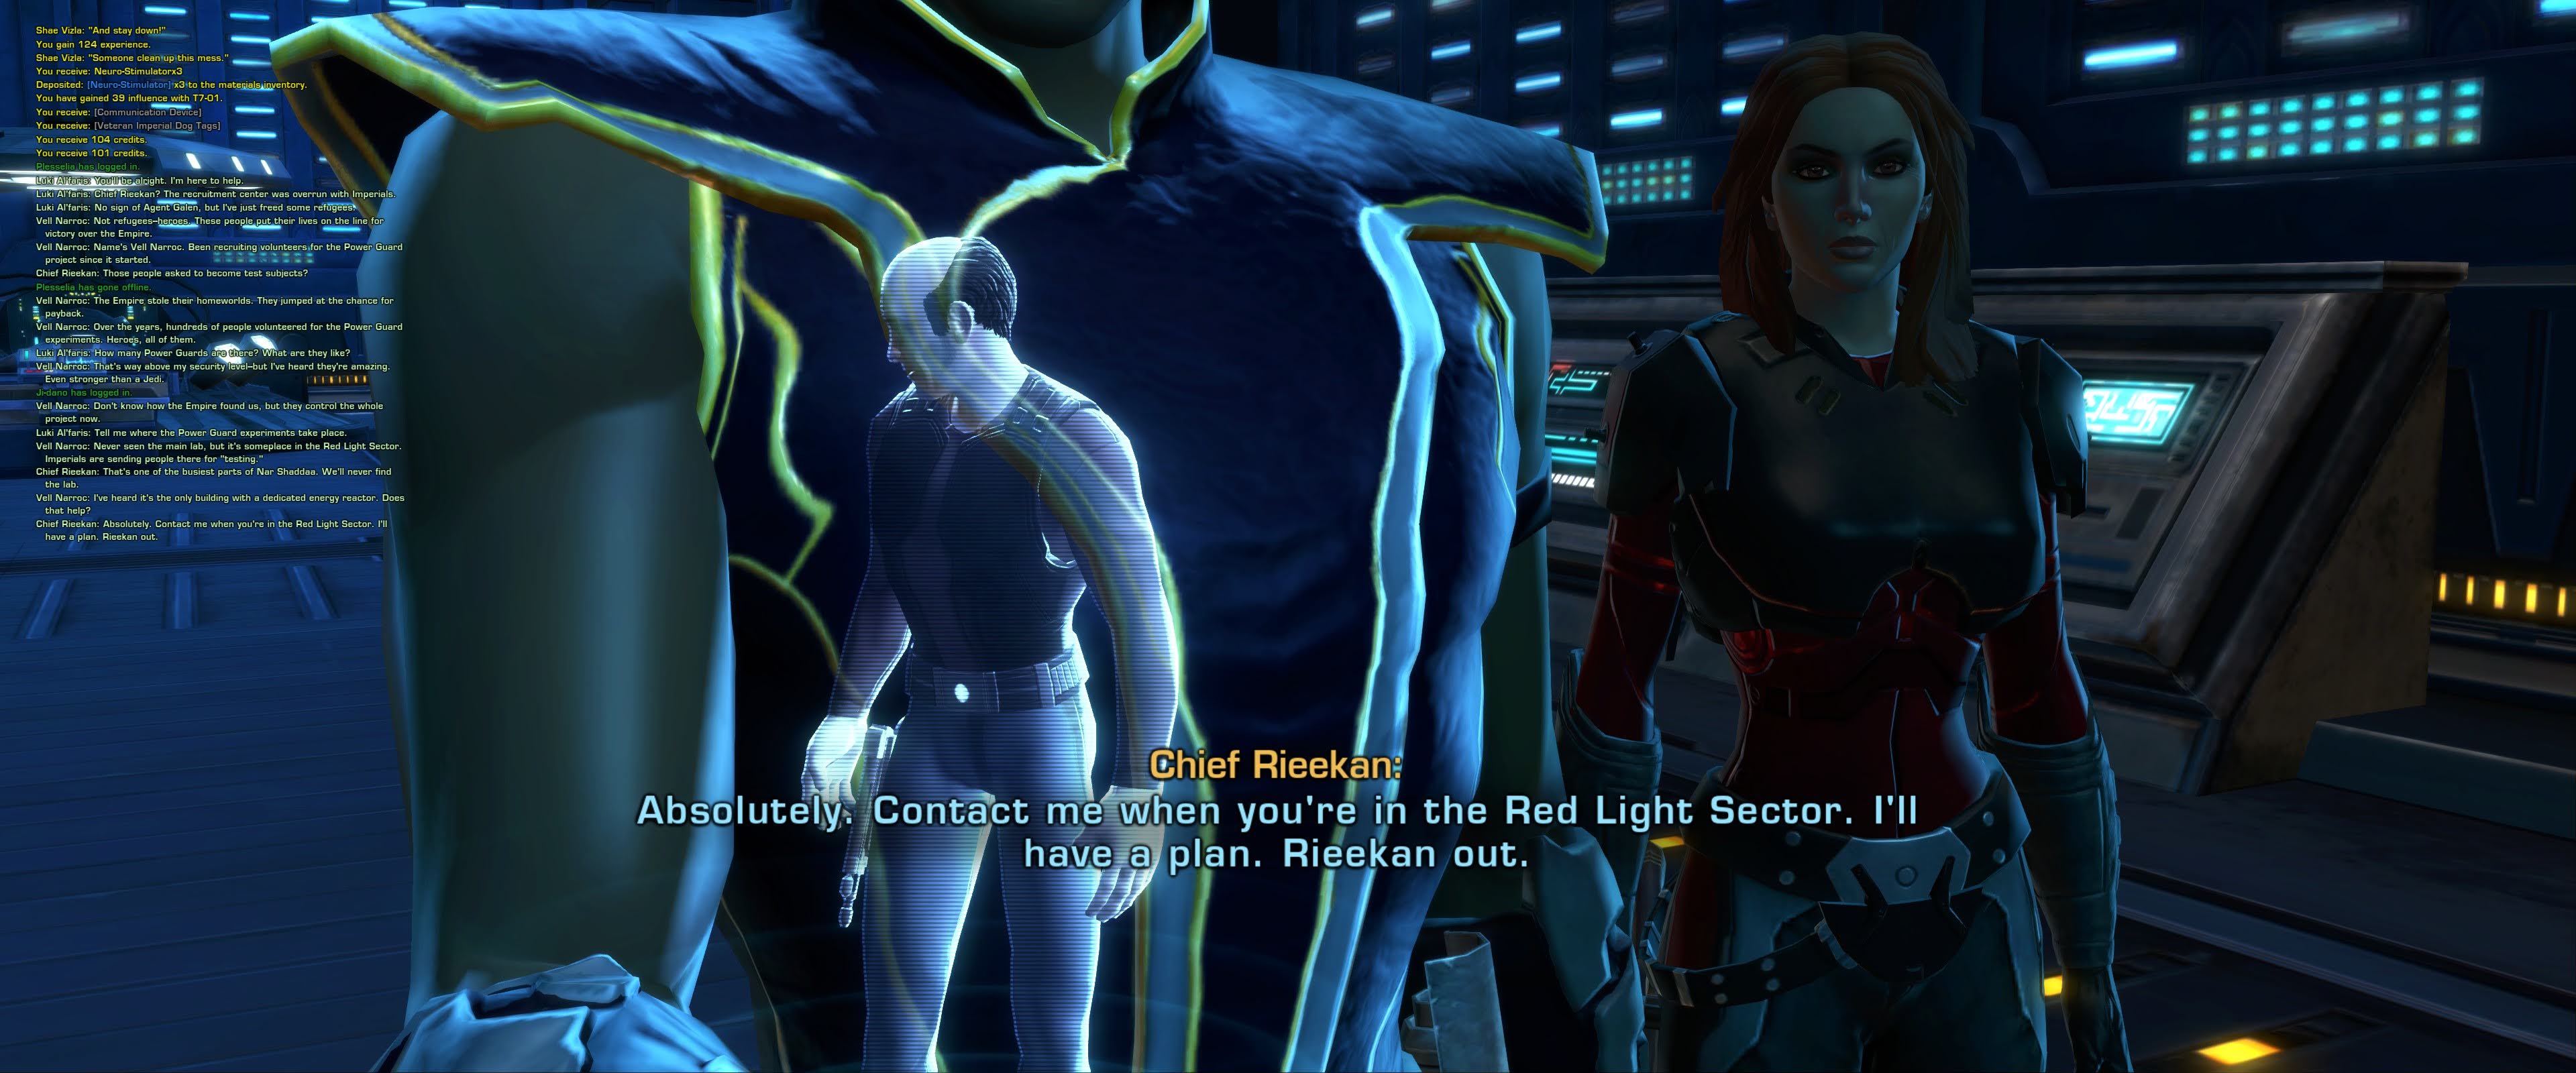 Shae Vizla: "And stay down!"
You gain 124 experience.
Shae Vizla: "Someone clean up this mess."
You receive: Neuro-Stimulatorx3
Deposited: [Neuro-Stimulator] x3 to the materials inventory.
You have gained 39 influence with T7-01.
You receive: [Communication Device]
You receive: [Veteran Imperial Dog Tags]
You receive 104 credits.
You receive 101 credits.
Plesselia has logged in.
Luki Al'faris: You'll be alright. I'm here to help.
Luki Al'faris: Chief Rieekan? The recruitment center was overrun with Imperials.
Luki Al'faris: No sign of Agent Galen, but I've just freed some refugees.
Vell Narroc: Not refugees—heroes. These people put their lives on the line for
victory over the Empire.
Vell Narroc: Name's Vell Narroc. Been recruiting volunteers for the Power Guard
project since it started.
Chief Rieekan: Those people asked to become test subjects?
Plesselia has gone offline.
Vell Narroc: The Empire stole their homeworlds. They jumped at the chance for
payback.
Vell Narroc: Over the years, hundreds of people volunteered for the Power Guard
experiments. Heroes, all of them.
Luki Al'faris: How many Power Guards are there? What are they like?
Vell Narroc: That's way above my security level—but I've heard they're amazing.
Even stronger than a Jedi.
Ji-dano has logged in.
Vell Narroc: Don't know how the Empire found us, but they control the whole
project now.
Luki Al'faris: Tell me where the Power Guard experiments take place.
Vell Narroc: Never seen the main lab, but it's someplace in the Red Light Sector.
Imperials are sending people there for "testing."
Chief Rieekan: That's one of the busiest parts of Nar Shaddaa. We'll never find
the lab.
Vell Narroc: I've heard it's the only building with a dedicated energy reactor. Does
that help?
Chief Rieekan: Absolutely. Contact me when you're in the Red Light Sector. I'll
have a plan. Rieekan out.
Chief Rieekan:
Absolutely. Contact me when you're in the Red Light Sector. I'll
have a plan. Rieekan out.